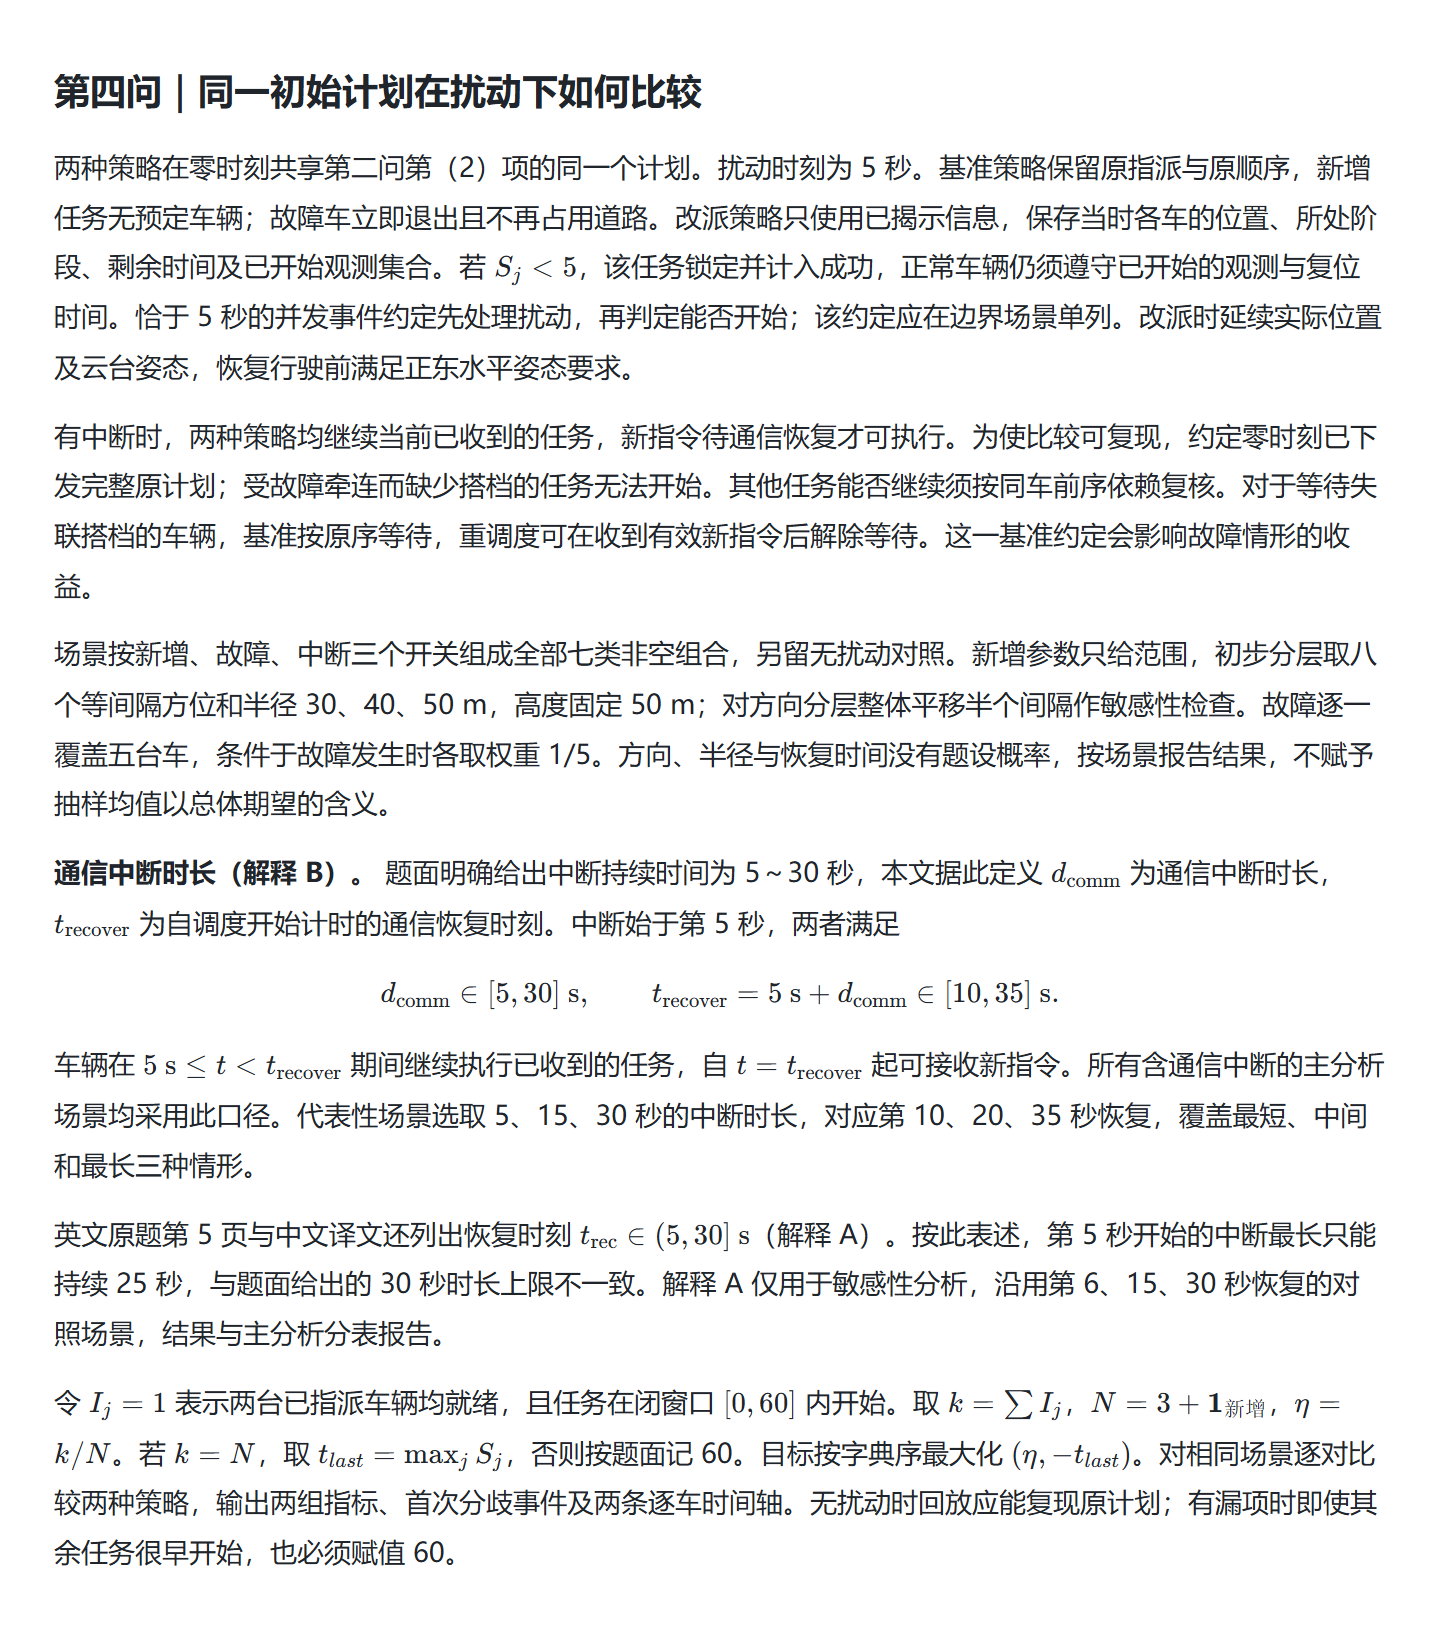 第四问｜同一初始计划在扰动下如何比较
两种策略在零时刻共享第二问第（2）项的同一个计划。扰动时刻为 5 秒。基准策略保留原指派与原顺序，新增
任务无预定车辆；故障车立即退出且不再占用道路。改派策略只使用已揭示信息，保存当时各车的位置、所处阶
段、剩余时间及已开始观测集合。若 S_j < 5，该任务锁定并计入成功，正常车辆仍须遵守已开始的观测与复位
时间。恰于 5 秒的并发事件约定先处理扰动，再判定能否开始；该约定应在边界场景单列。改派时延续实际位置
及云台姿态，恢复行驶前满足正东水平姿态要求。
有中断时，两种策略均继续当前已收到的任务，新指令待通信恢复才可执行。为使比较可复现，约定零时刻已下
发完整原计划；受故障牵连而缺少搭档的任务无法开始。其他任务能否继续须按同车前序依赖复核。对于等待失
联搭档的车辆，基准按原序等待，重调度可在收到有效新指令后解除等待。这一基准约定会影响故障情形的收
益。
场景按新增、故障、中断三个开关组成全部七类非空组合，另留无扰动对照。新增参数只给范围，初步分层取八
个等间隔方位和半径 30、40、50 m，高度固定 50 m；对方向分层整体平移半个间隔作敏感性检查。故障逐一
覆盖五台车，条件于故障发生时各取权重 1/5。方向、半径与恢复时间没有题设概率，按场景报告结果，不赋予
抽样均值以总体期望的含义。
通信中断时长（解释 B）。 题面明确给出中断持续时间为 5～30 秒，本文据此定义 d_comm 为通信中断时长，
t_recover 为自调度开始计时的通信恢复时刻。中断始于第 5 秒，两者满足
d_comm ∈ [5, 30] s, t_recover = 5 s + d_comm ∈ [10, 35] s.
车辆在 5 s ≤ t < t_recover 期间继续执行已收到的任务，自 t = t_recover 起可接收新指令。所有含通信中断的主分析
场景均采用此口径。代表性场景选取 5、15、30 秒的中断时长，对应第 10、20、35 秒恢复，覆盖最短、中间
和最长三种情形。
英文原题第 5 页与中文译文还列出恢复时刻 t_rec ∈ (5, 30] s（解释 A）。按此表述，第 5 秒开始的中断最长只能
持续 25 秒，与题面给出的 30 秒时长上限不一致。解释 A 仅用于敏感性分析，沿用第 6、15、30 秒恢复的对
照场景，结果与主分析分表报告。
令 I_j = 1 表示两台已指派车辆均就绪，且任务在闭窗口 [0, 60] 内开始。取 k = ∑ I_j，N = 3 + 1_新增，η =
k/N。若 k = N，取 t_last = max_j S_j，否则按题面记 60。目标按字典序最大化 (η, −t_last)。对相同场景逐对比
较两种策略，输出两组指标、首次分歧事件及两条逐车时间轴。无扰动时回放应能复现原计划；有漏项时即使其
余任务很早开始，也必须赋值 60。